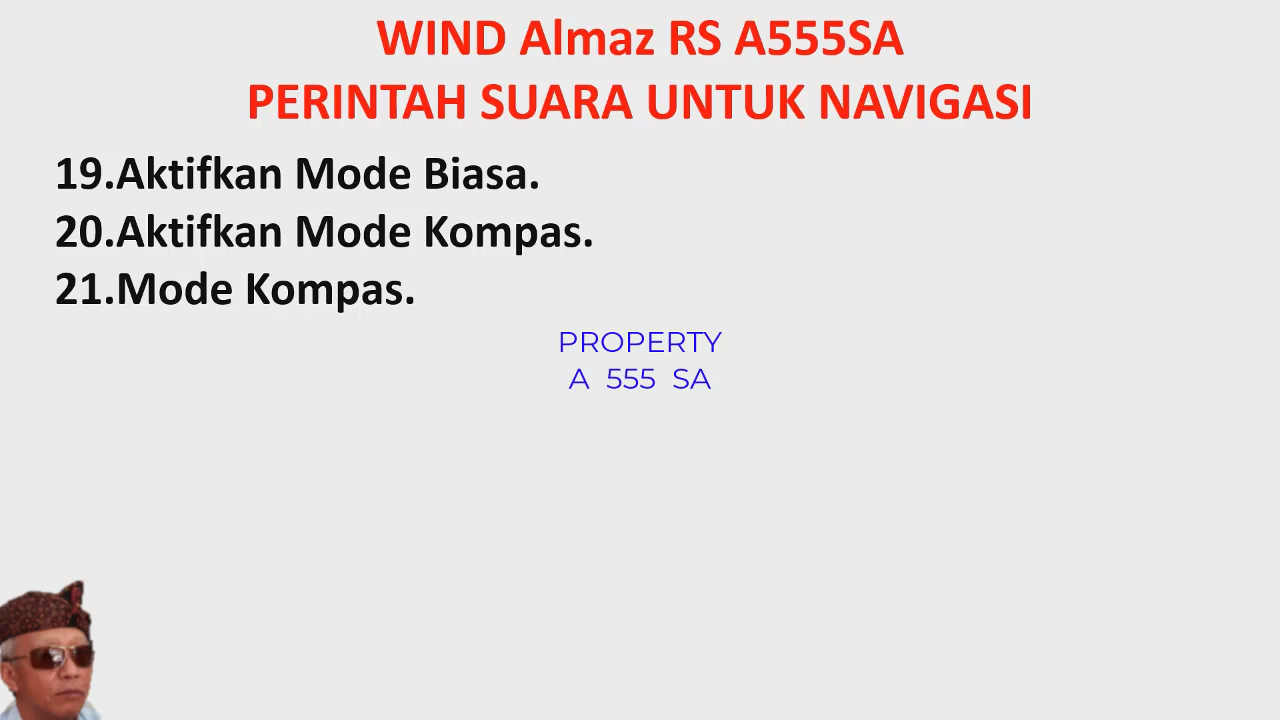 WIND Almaz RS A555SA
PERINTAH SUARA UNTUK NAVIGASI
19.Aktifkan Mode Biasa.
20.Aktifkan Mode Kompas.
21.Mode Kompas.
PROPERTY
A 555 SA